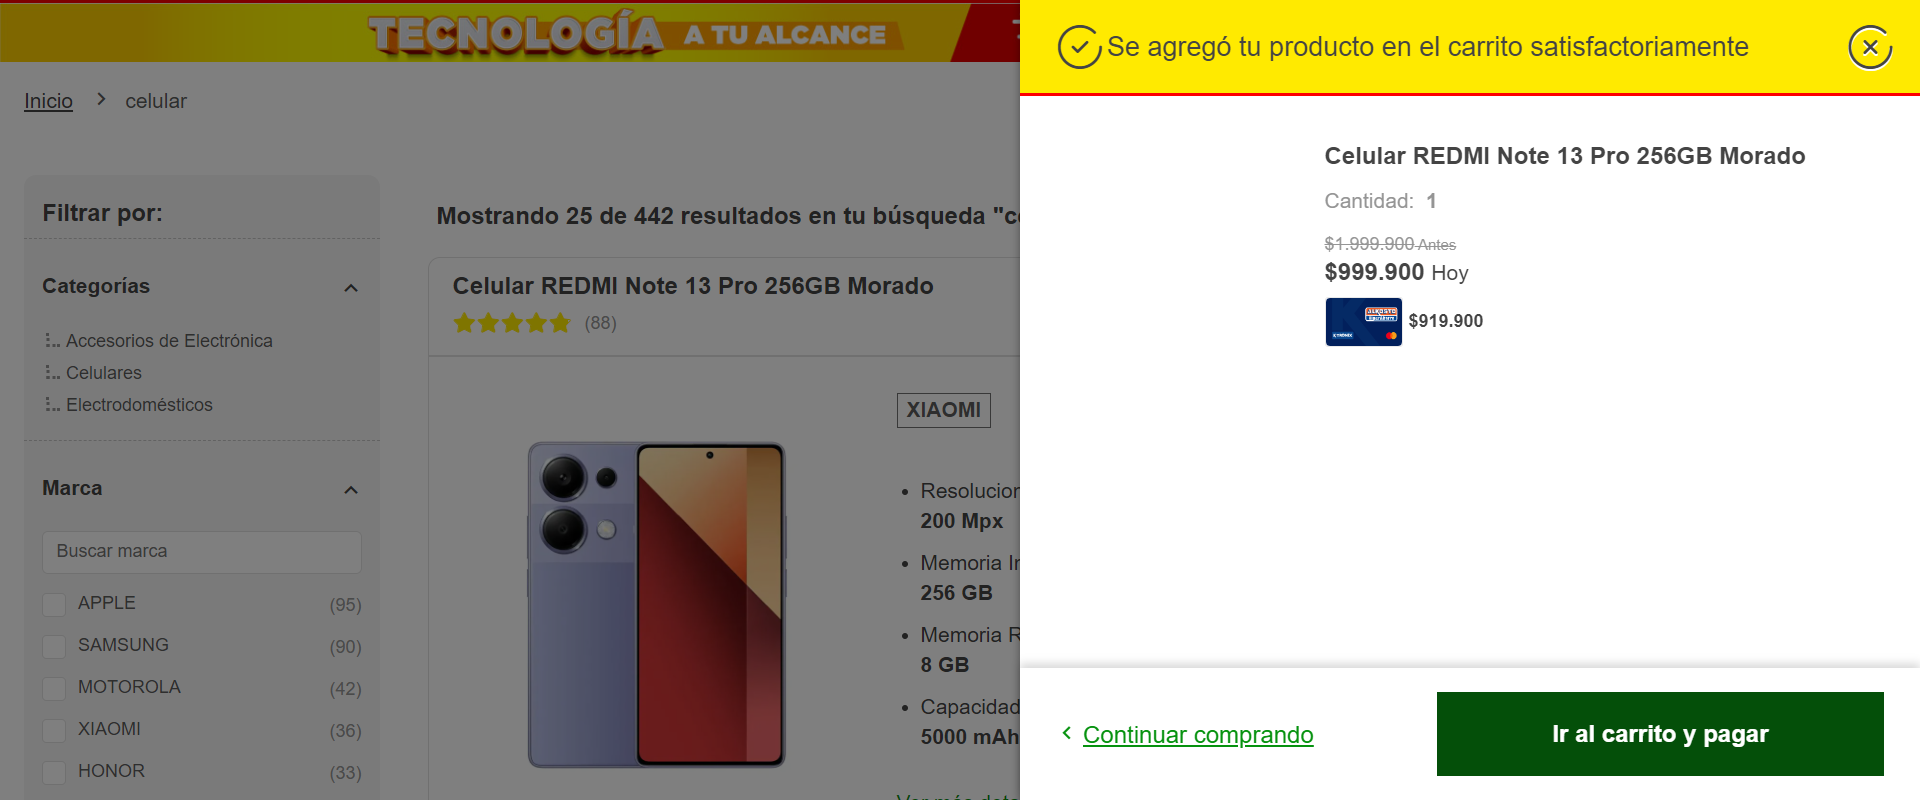 TECNOLOGÍA A TU ALCANCE
Inicio > celular
Filtrar por:
Categorías
Accesorios de Electrónica
Celulares
Electrodomésticos
Marca
Buscar marca
APPLE (95)
SAMSUNG (90)
MOTOROLA (42)
XIAOMI (36)
HONOR (33)
Mostrando 25 de 442 resultados en tu búsqueda
Celular REDMI Note 13 Pro 256GB Morado
(88)
XIAOMI
Resolucion
200 Mpx
Memoria
256 GB
Memoria
8 GB
Capacidad
5000 mAh
Ver más
Se agregó tu producto en el carrito satisfactoriamente
Celular REDMI Note 13 Pro 256GB Morado
Cantidad: 1
$1.999.900 Antes
$999.900 Hoy
ALKOSTO
KTRONIX
$919.900
Continuar comprando
Ir al carrito y pagar